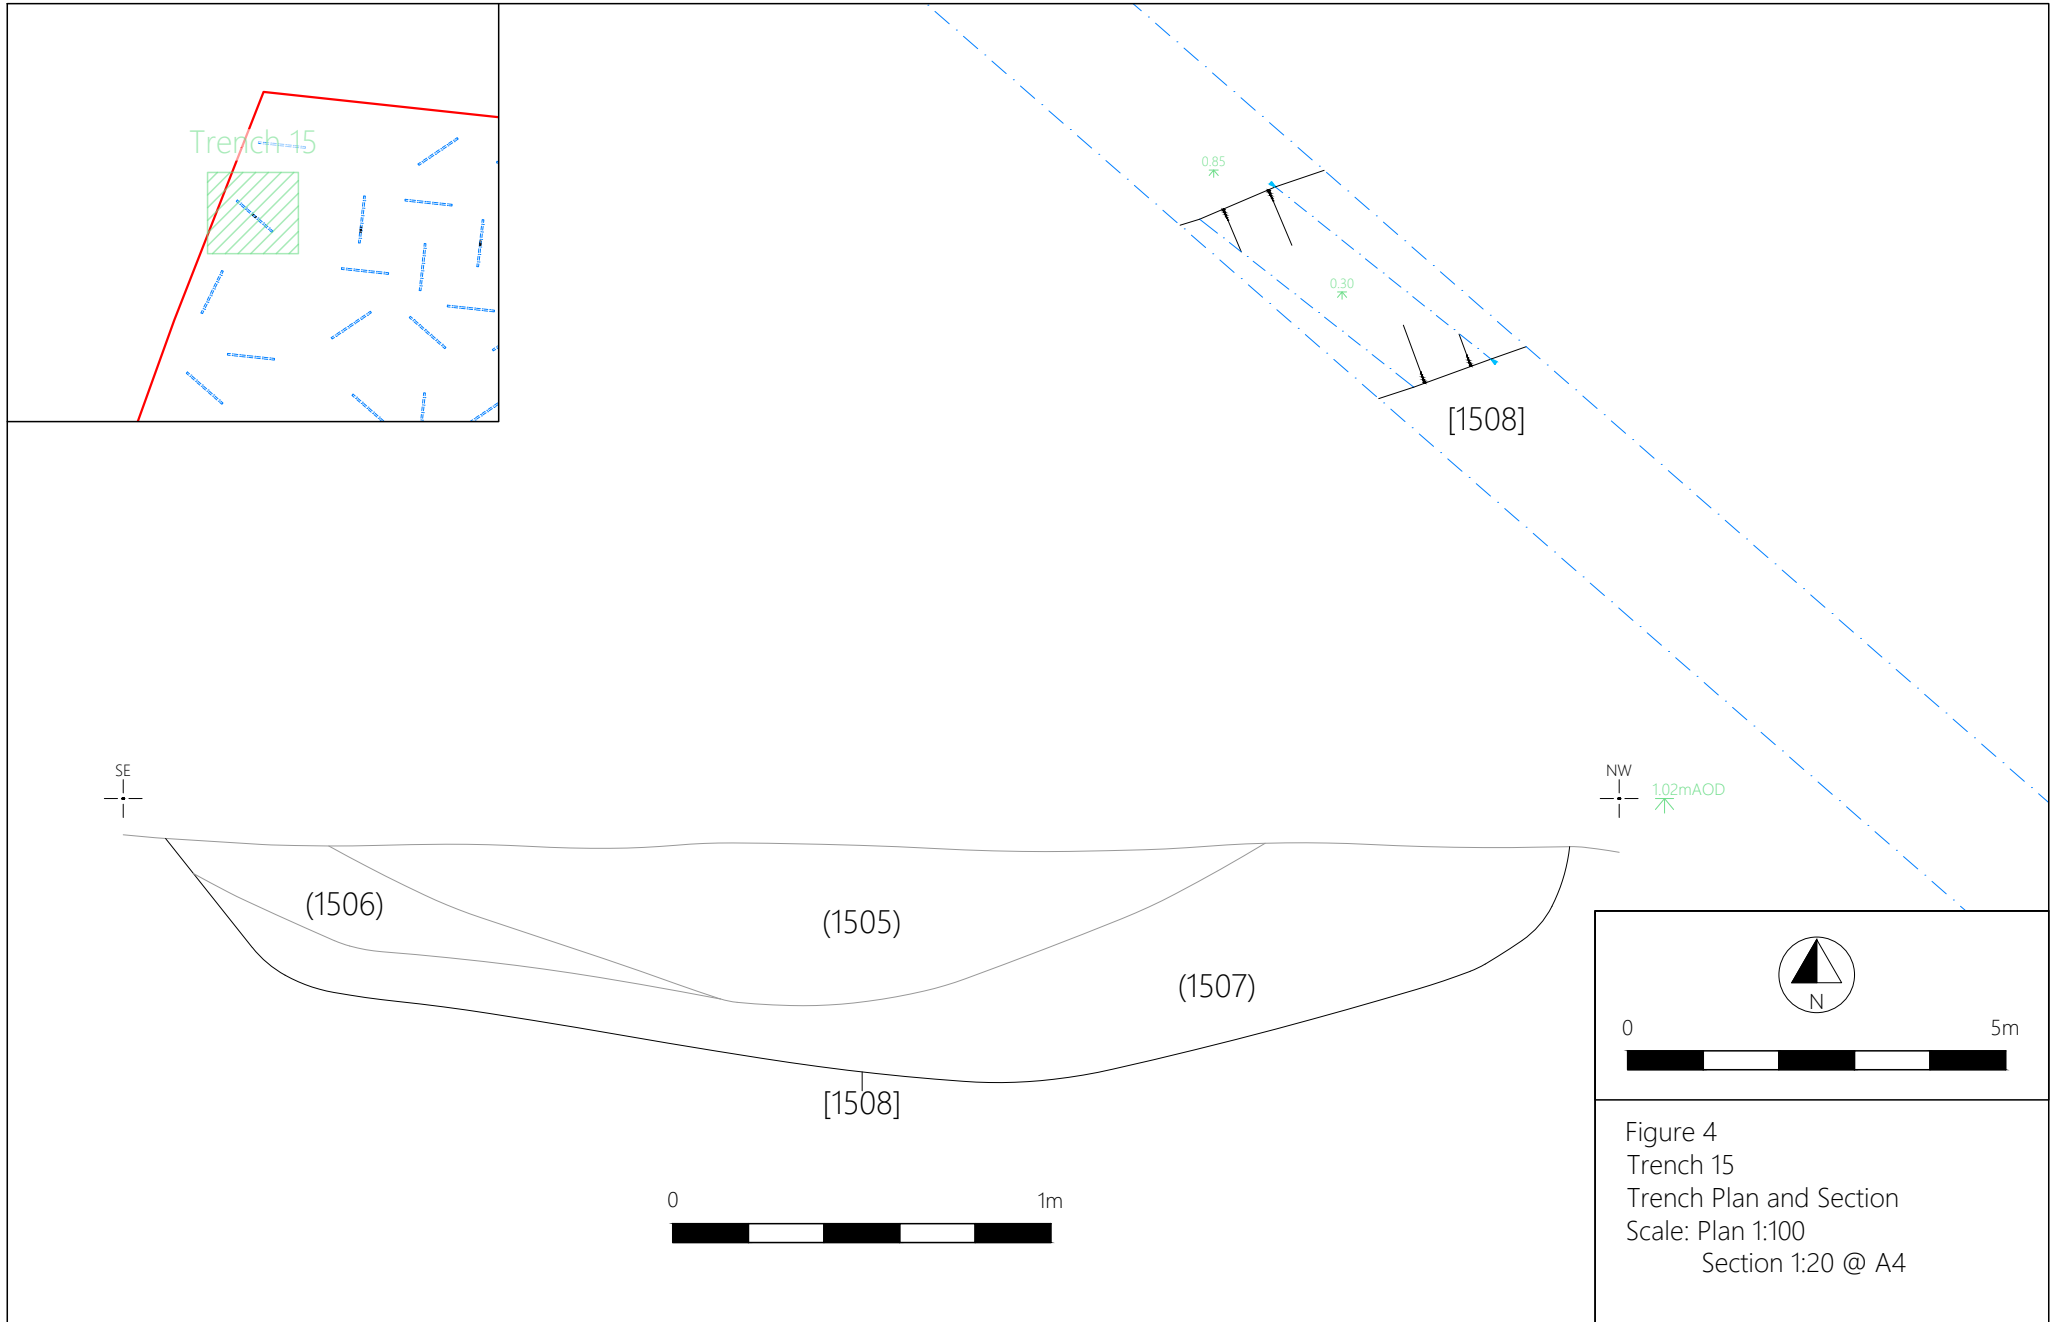 Trench 15
0.85
0.30
[1508]
SE
NW
1.02mAOD
(1506)
(1505)
(1507)
[1508]
0 1m
N
0 5m
Figure 4
Trench 15
Trench Plan and Section
Scale: Plan 1:100
Section 1:20 @ A4